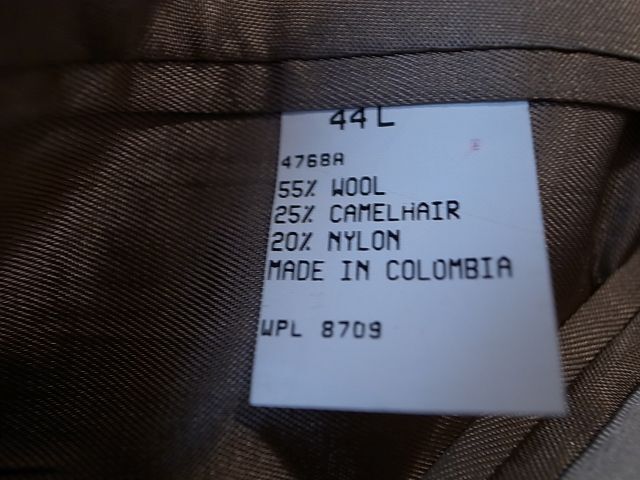 44L
4768A
55% WOOL
25% CAMELHAIR
20% NYLON
MADE IN COLOMBIA
WPL 8709